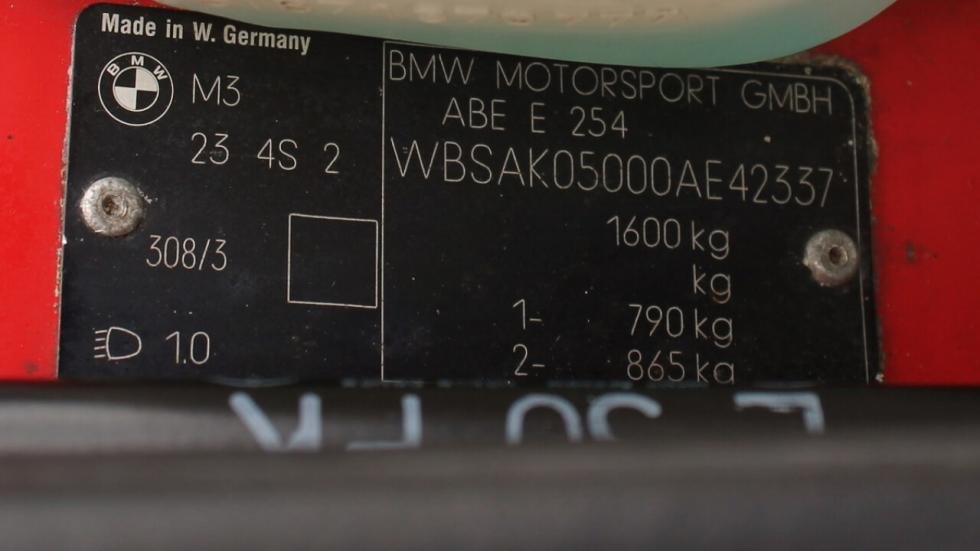 Made in W. Germany
BMW
M3
23 4S 2
308/3
1.0
BMW MOTORSPORT GMBH
ABE E 254
WBSAK05000AE42337
1600 kg
kg
1- 790 kg
2- 865 kg